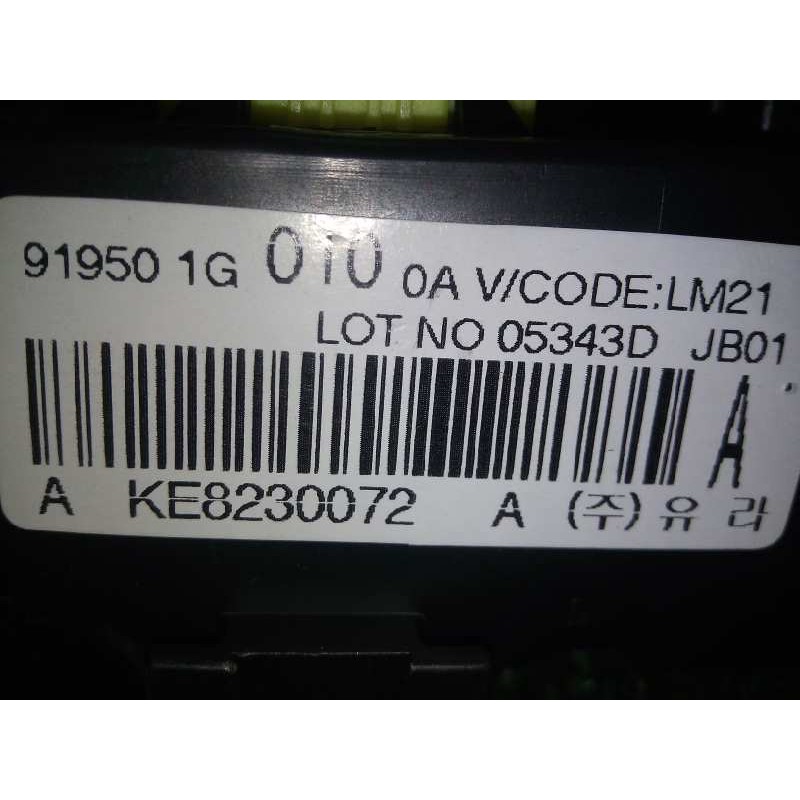 91950 1G 010 0A V/CODE:LM21
LOT NO 05343D JB01
A
A KE8230072 A (주) 유 라